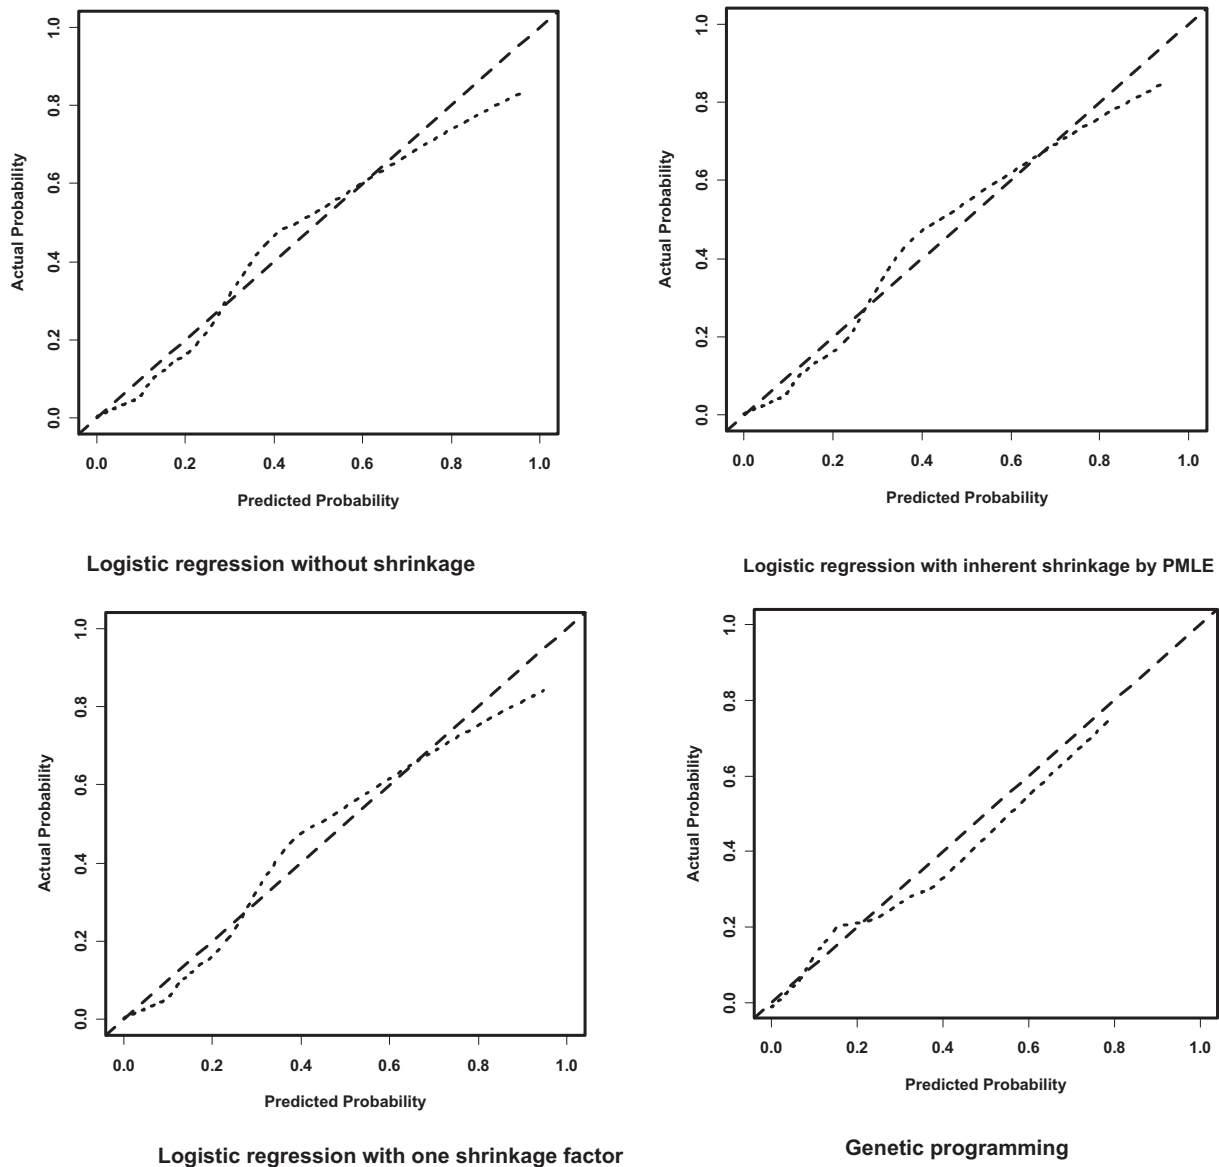 1.0
0.8
0.6
0.4
0.2
0.0
Actual Probability
0.0 0.2 0.4 0.6 0.8 1.0
Predicted Probability
Logistic regression without shrinkage
1.0
0.8
0.6
0.4
0.2
0.0
Actual Probability
0.0 0.2 0.4 0.6 0.8 1.0
Predicted Probability
Logistic regression with inherent shrinkage by PMLE
1.0
0.8
0.6
0.4
0.2
0.0
Actual Probability
0.0 0.2 0.4 0.6 0.8 1.0
Predicted Probability
Logistic regression with one shrinkage factor
1.0
0.8
0.6
0.4
0.2
0.0
Actual Probability
0.0 0.2 0.4 0.6 0.8 1.0
Predicted Probability
Genetic programming